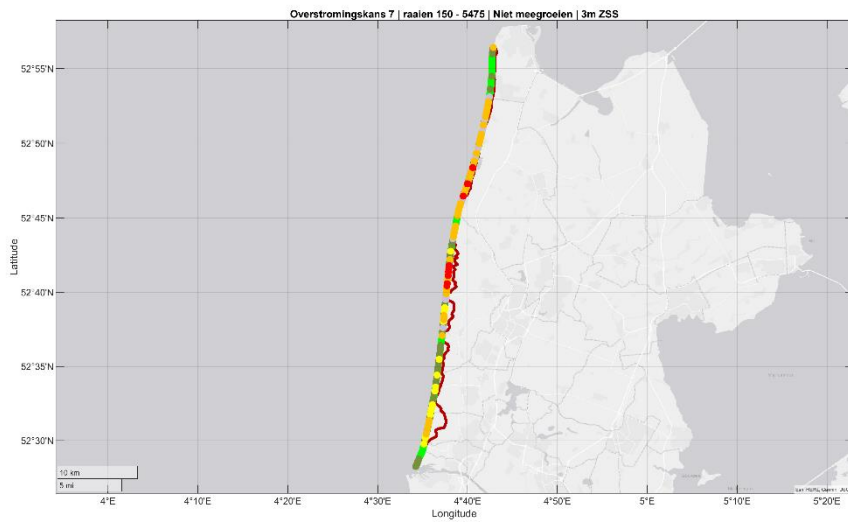 Overstromingskans 7 | raaien 150 - 5475 | Niet meegroeien | 3m ZSS
52°55'N
52°50'N
52°45'N
52°40'N
52°35'N
52°30'N
Latitude
10 km
5 mi
4°E
4°10'E
4°20'E
4°30'E
4°40'E
4°50'E
5°E
5°10'E
5°20'E
Longitude